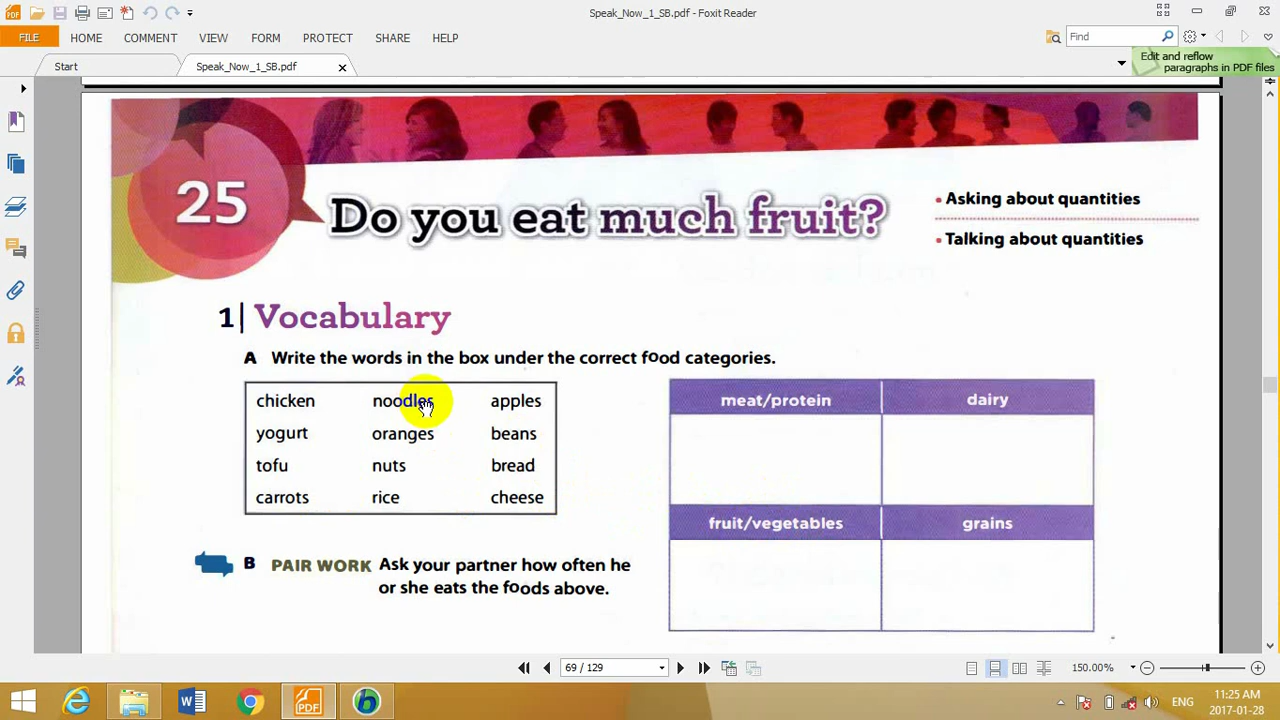 Speak_Now_1_SB.pdf - Foxit Reader
FILE HOME COMMENT VIEW FORM PROTECT SHARE HELP
Find
Edit and reflow
paragraphs in PDF files
Start
Speak_Now_1_SB.pdf
25
Do you eat much fruit?
• Asking about quantities
• Talking about quantities
1| Vocabulary
A Write the words in the box under the correct food categories.
chicken noodles apples
yogurt oranges beans
tofu nuts bread
carrots rice cheese
meat/protein dairy
fruit/vegetables grains
B PAIR WORK Ask your partner how often he
or she eats the foods above.
69 / 129
150.00%
ENG
11:25 AM
2017-01-28